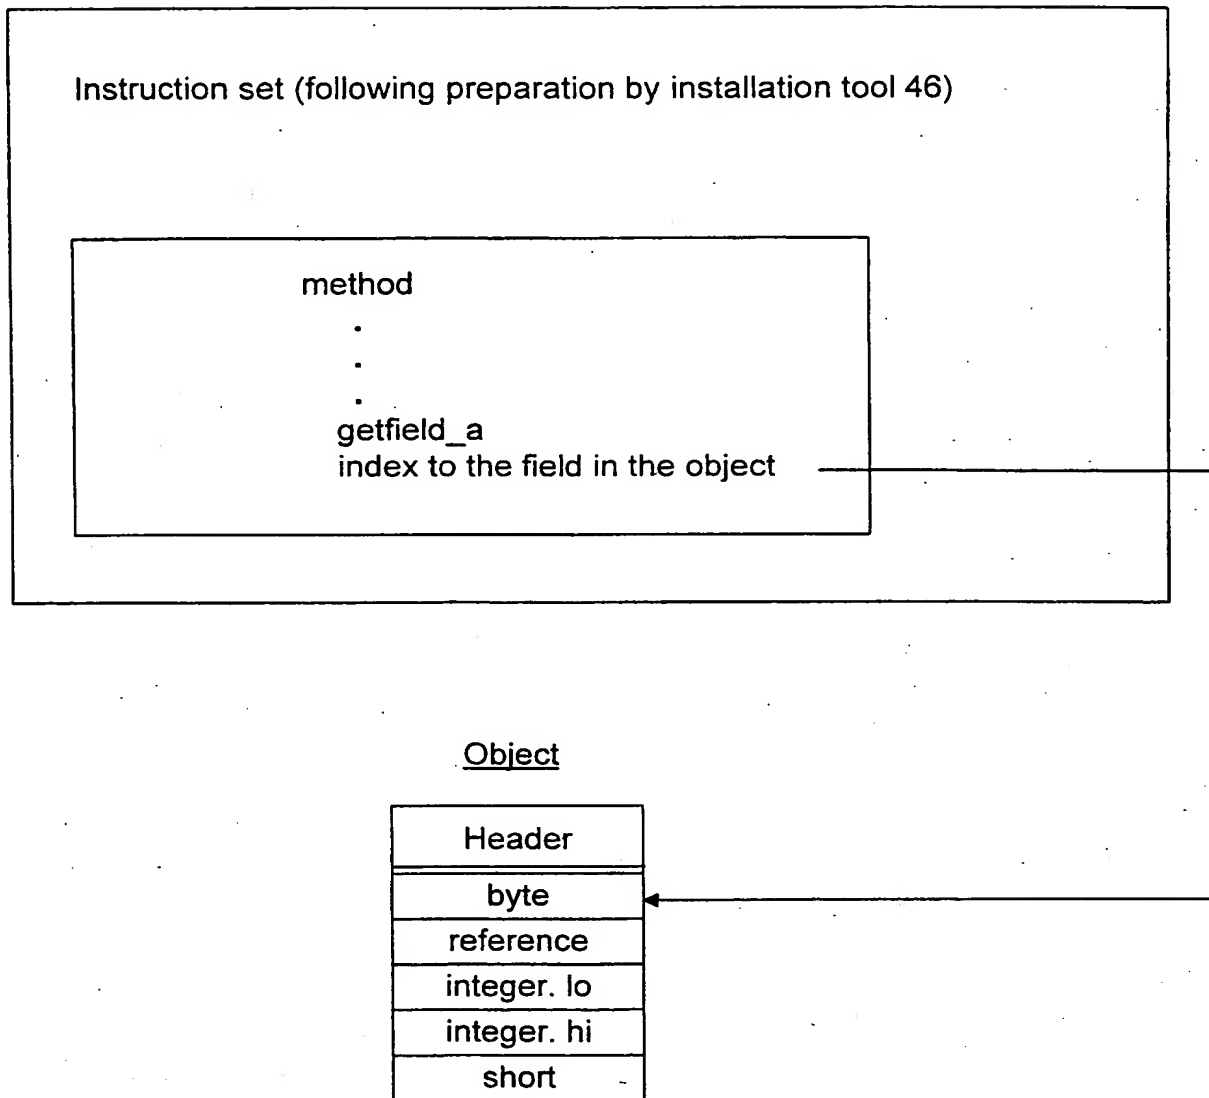 Instruction set (following preparation by installation tool 46)
method
.
.
.
getfield_a
index to the field in the object
Object
Header
byte
reference
integer. lo
integer. hi
short